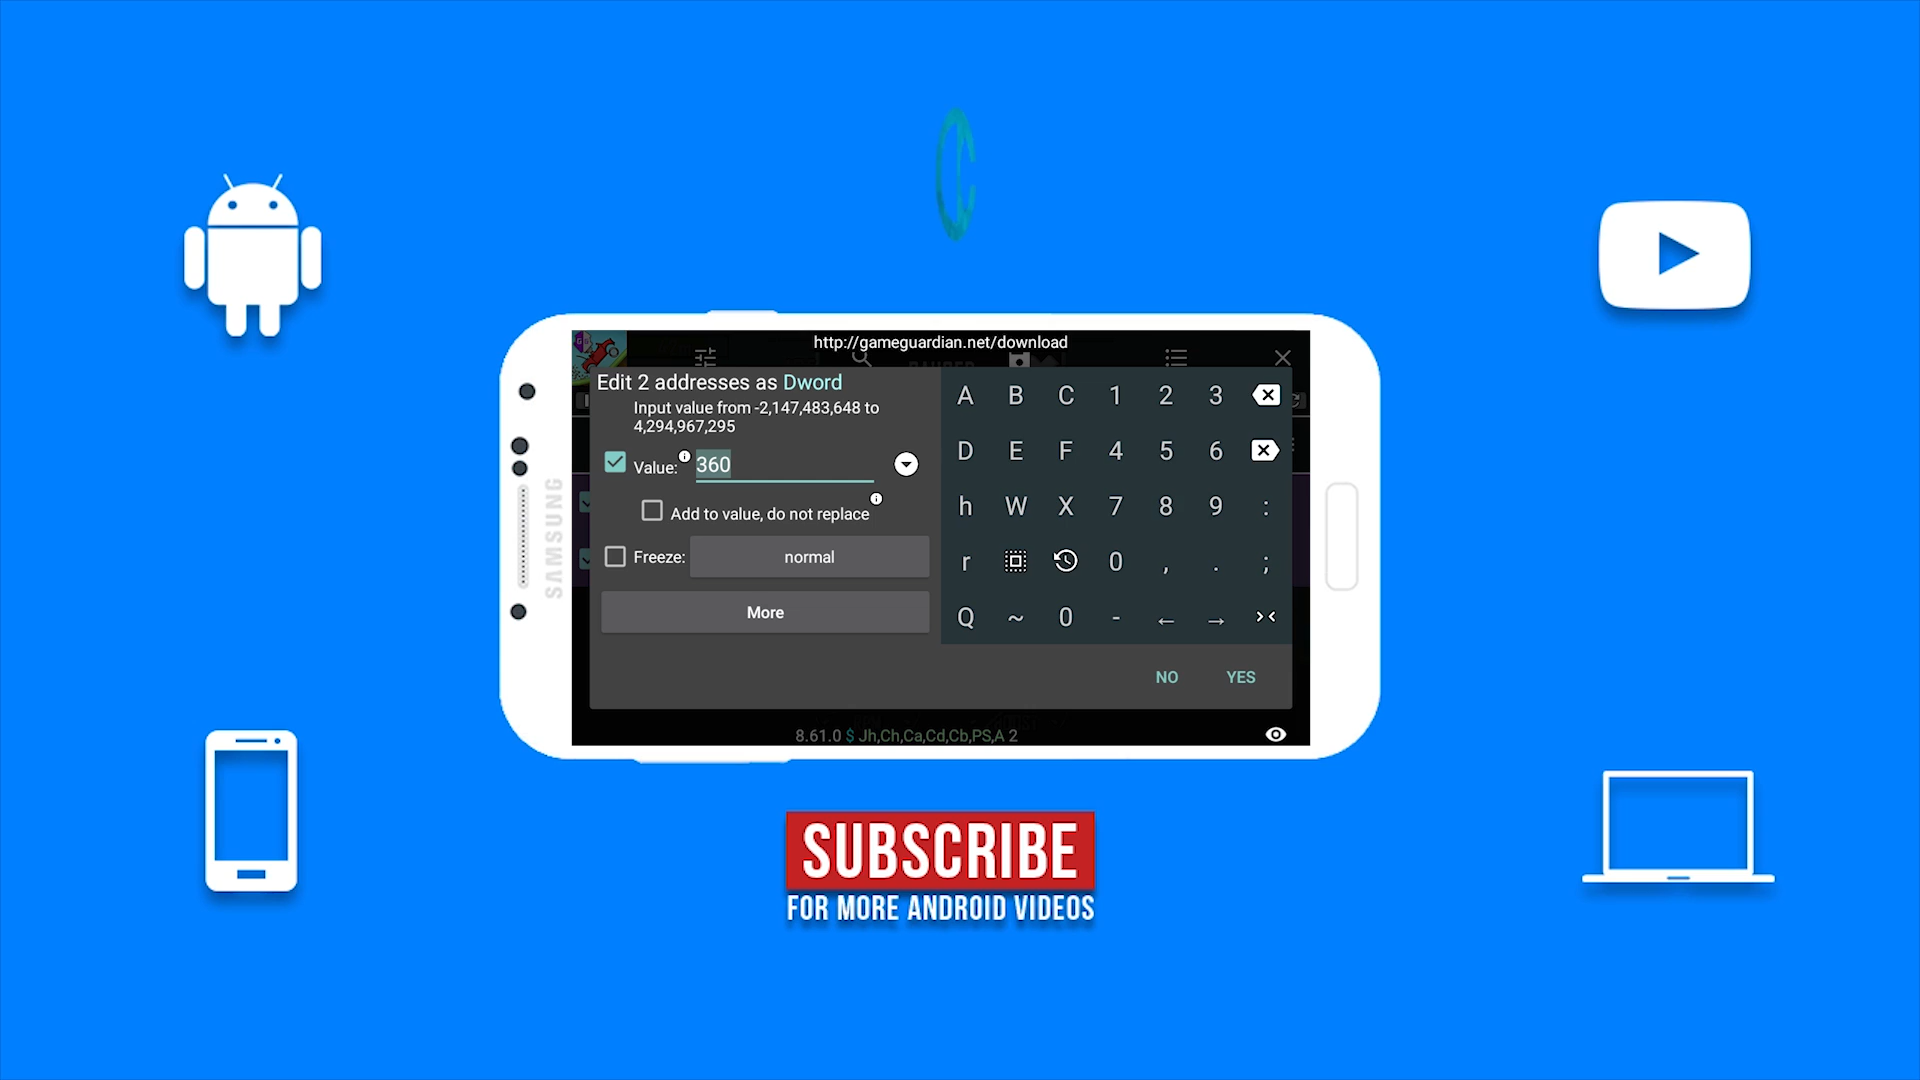 http://gameguardian.net/download
Edit 2 addresses as Dword
Input value from -2,147,483,648 to
4,294,967,295
Value: 360
Add to value, do not replace
Freeze: normal
More
A B C 1 2 3
D E F 4 5 6
h W X 7 8 9 :
r 0 , . ;
Q ~ 0 - ← → ><
NO YES
8.61.0 $ Jh,Ch,Ca,Cd,Cb,PS,A 2
SAMSUNG
SUBSCRIBE
FOR MORE ANDROID VIDEOS